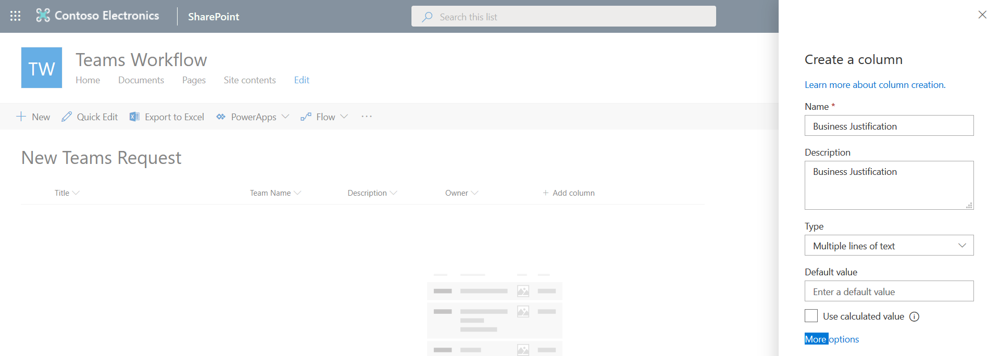 Contoso Electronics SharePoint Search this list
TW
Teams Workflow
Home Documents Pages Site contents Edit
New Quick Edit Export to Excel PowerApps Flow ...
New Teams Request
Title Team Name Description Owner + Add column
Create a column
Learn more about column creation.
Name *
Business Justification
Description
Business Justification
Type
Multiple lines of text
Default value
Enter a default value
Use calculated value
More options